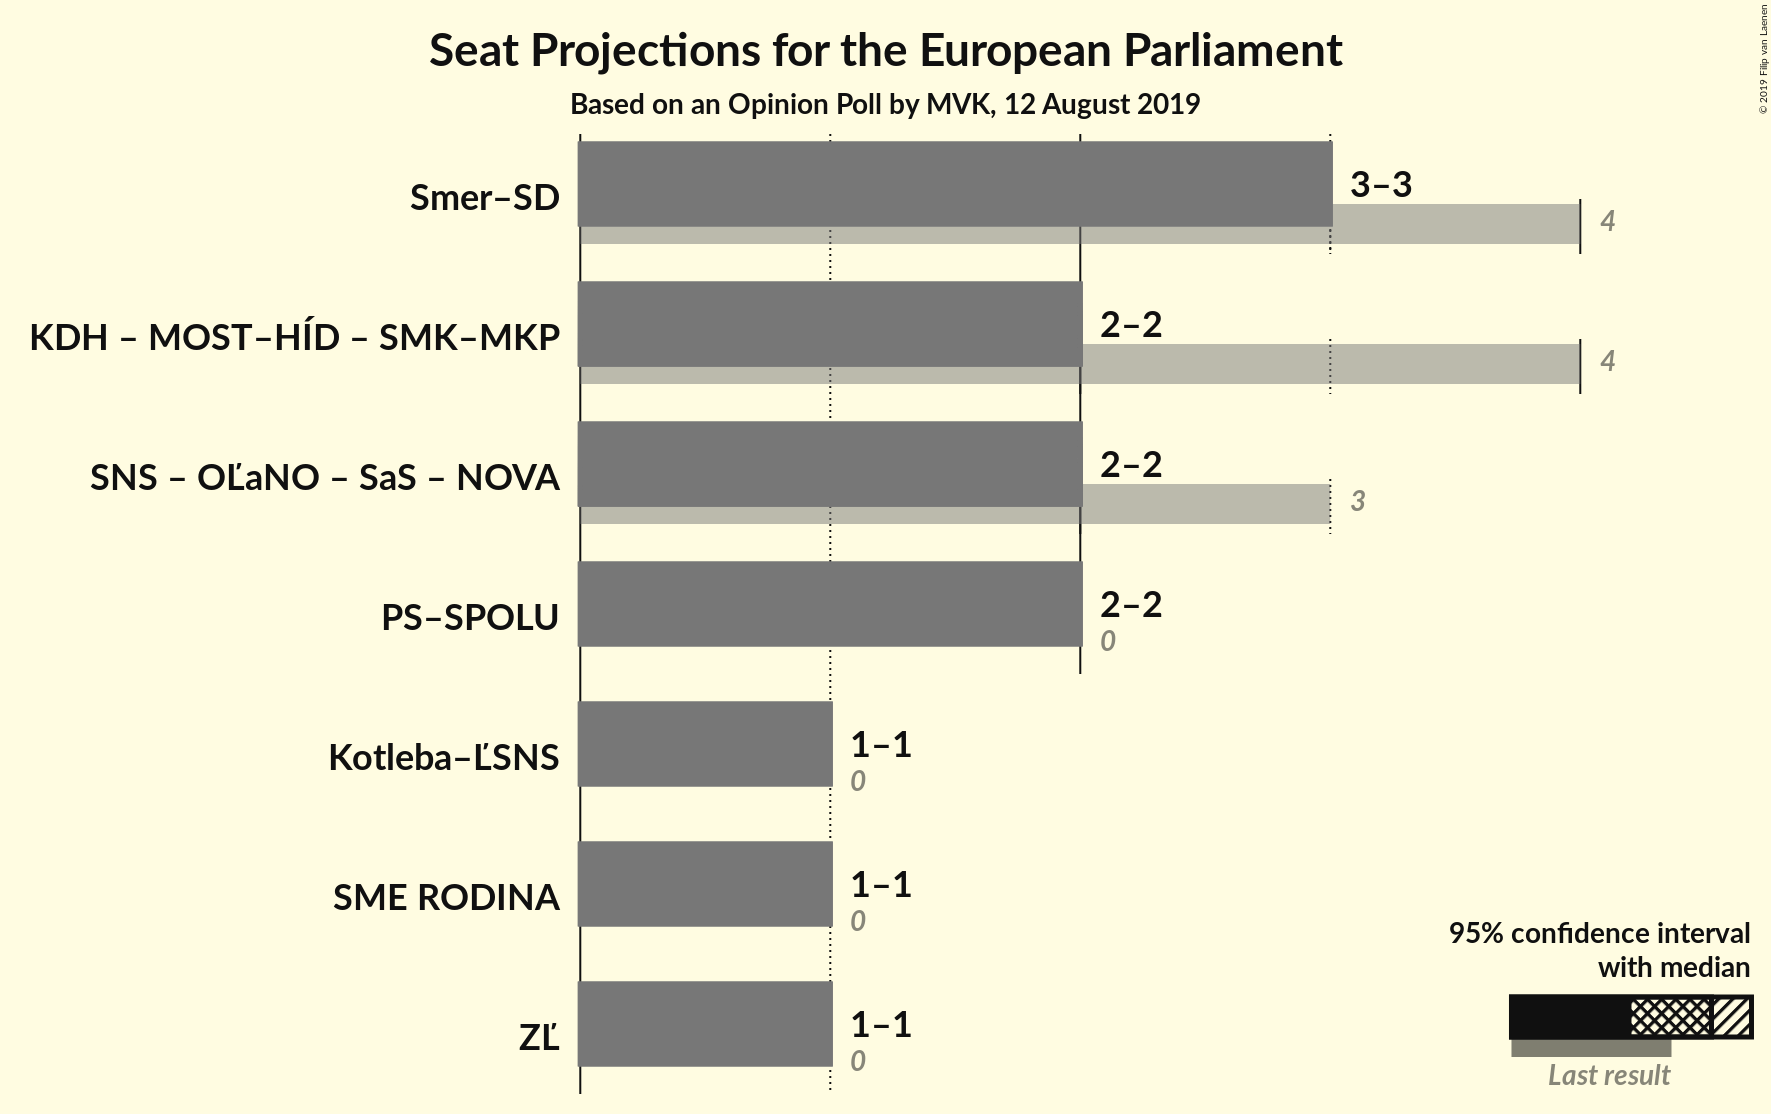 Seat Projections for the European Parliament
Based on an Opinion Poll by MVK, 12 August 2019
© 2019 Filip van Laenen
Smer–SD
3–3
4
KDH – MOST–HÍD – SMK–MKP
2–2
4
SNS – OĽaNO – SaS – NOVA
2–2
3
PS–SPOLU
2–2
0
Kotleba–ĽSNS
1–1
0
SME RODINA
1–1
0
ZĽ
1–1
0
95% confidence interval
with median
Last result